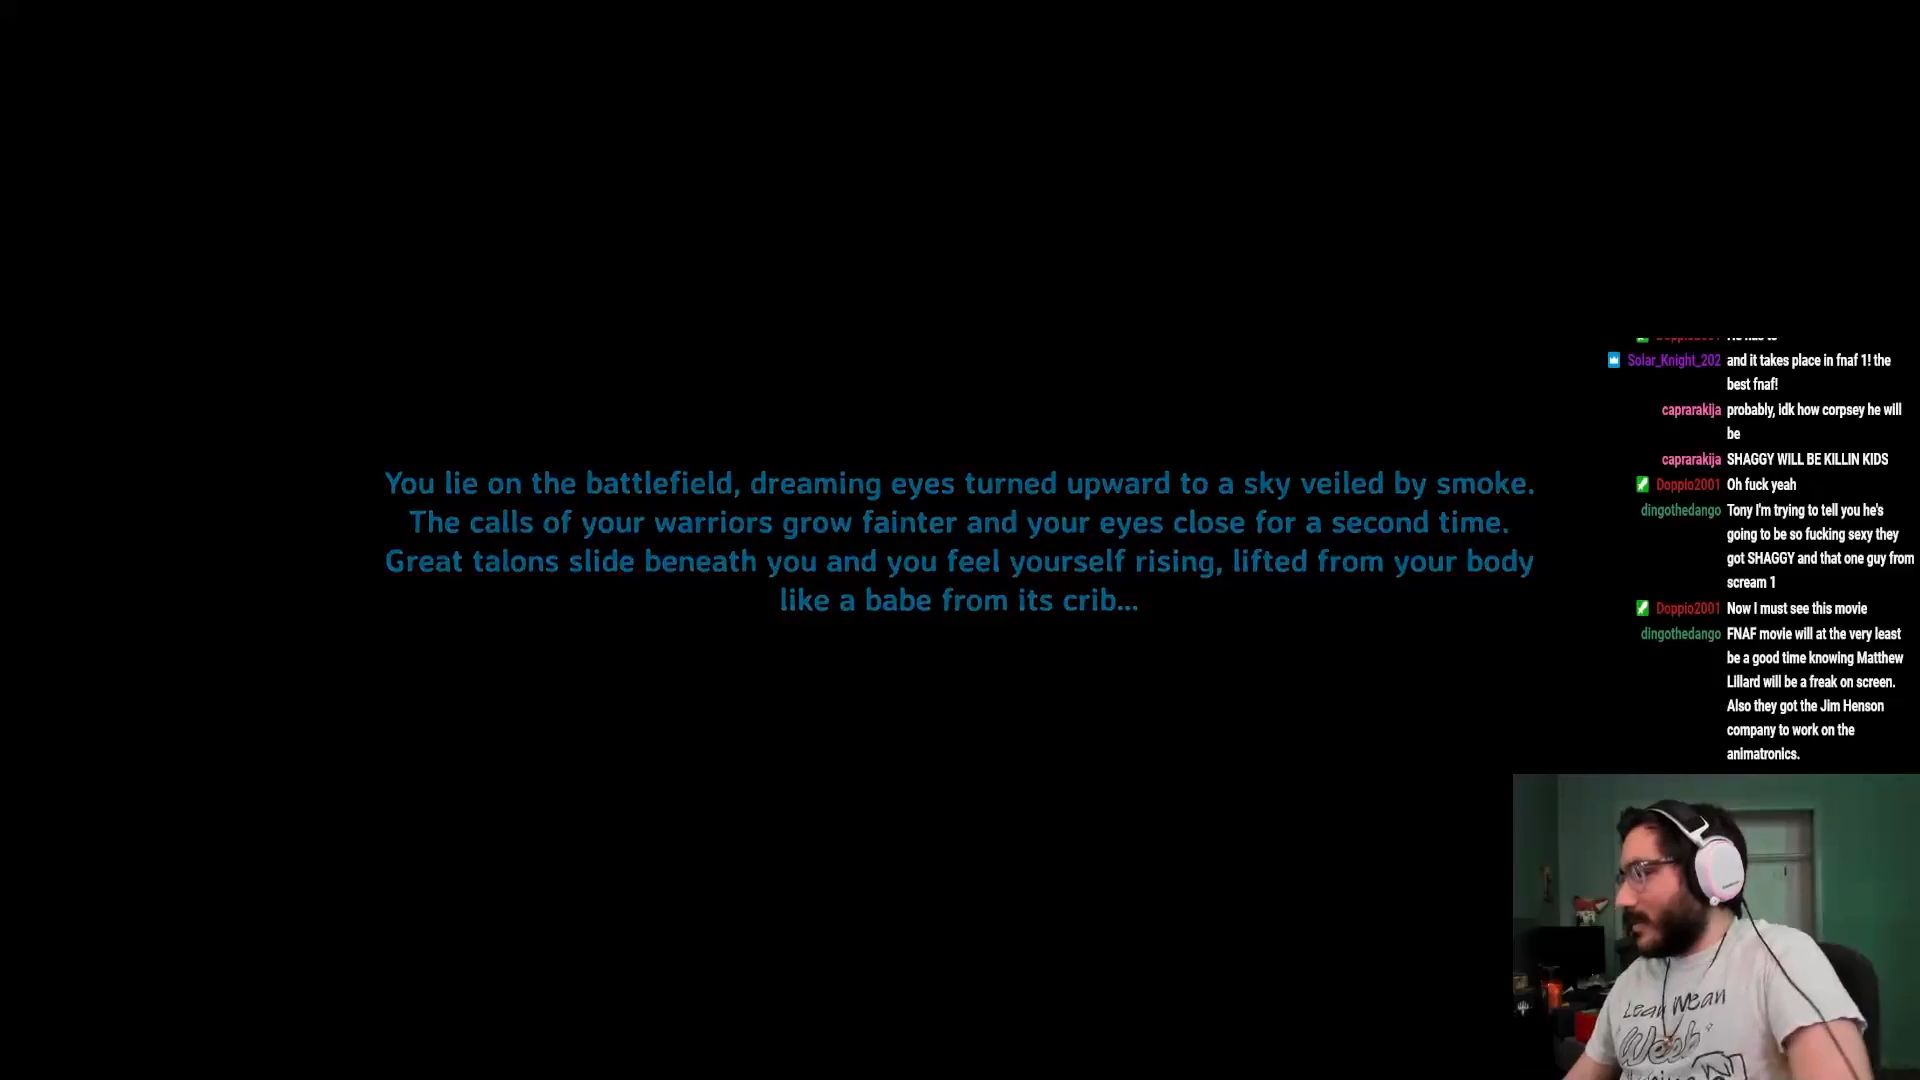 You lie on the battlefield, dreaming eyes turned upward to a sky veiled by smoke.
The calls of your warriors grow fainter and your eyes close for a second time.
Great talons slide beneath you and you feel yourself rising, lifted from your body
like a babe from its crib...
Solar_Knight_202 and it takes place in fnaf 1! the
best fnaf!
caprarakija probably, idk how corpsey he will
be
caprarakija SHAGGY WILL BE KILLIN KIDS
Doppio2001 Oh fuck yeah
dingothedango Tony I'm trying to tell you he's
going to be so fucking sexy they
got SHAGGY and that one guy from
scream 1
Doppio2001 Now I must see this movie
dingothedango FNAF movie will at the very least
be a good time knowing Matthew
Lillard will be a freak on screen.
Also they got the Jim Henson
company to work on the
animatronics.
Lean Mean
Weeb